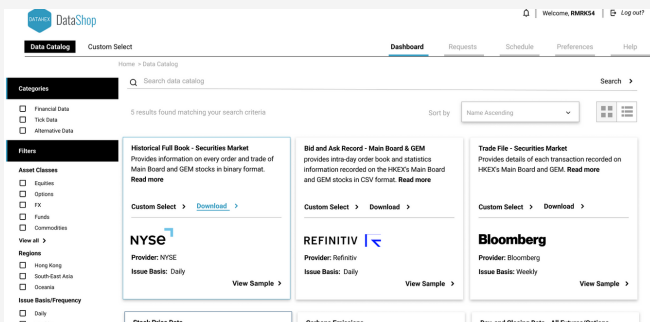 DATAHEX DataShop
Welcome, RMRK54
Log out?
Data Catalog
Custom Select
Dashboard
Requests
Schedule
Preferences
Help
Home > Data Catalog
Categories
Financial Data
Tick Data
Alternative Data
Filters
Asset Classes
Equities
Options
FX
Funds
Commodities
View all >
Regions
Hong Kong
South-East Asia
Oceania
Issue Basis/Frequency
Daily
Search data catalog
Search >
5 results found matching your search criteria
Sort by
Name Ascending
Historical Full Book - Securities Market
Provides information on every order and trade of
Main Board and GEM stocks in binary format.
Read more
Custom Select >
Download >
NYSE
Provider: NYSE
Issue Basis: Daily
View Sample >
Bid and Ask Record - Main Board & GEM
provides intra-day order book and statistics
information recorded on the HKEX's Main Board
and GEM stocks in CSV format. Read more
Custom Select >
Download >
REFINITIV
Provider: Refinitiv
Issue Basis: Daily
View Sample >
Trade File - Securities Market
Provides details of each transaction recorded on
HKEX's Main Board and GEM. Read more
Custom Select >
Download >
Bloomberg
Provider: Bloomberg
Issue Basis: Weekly
View Sample >